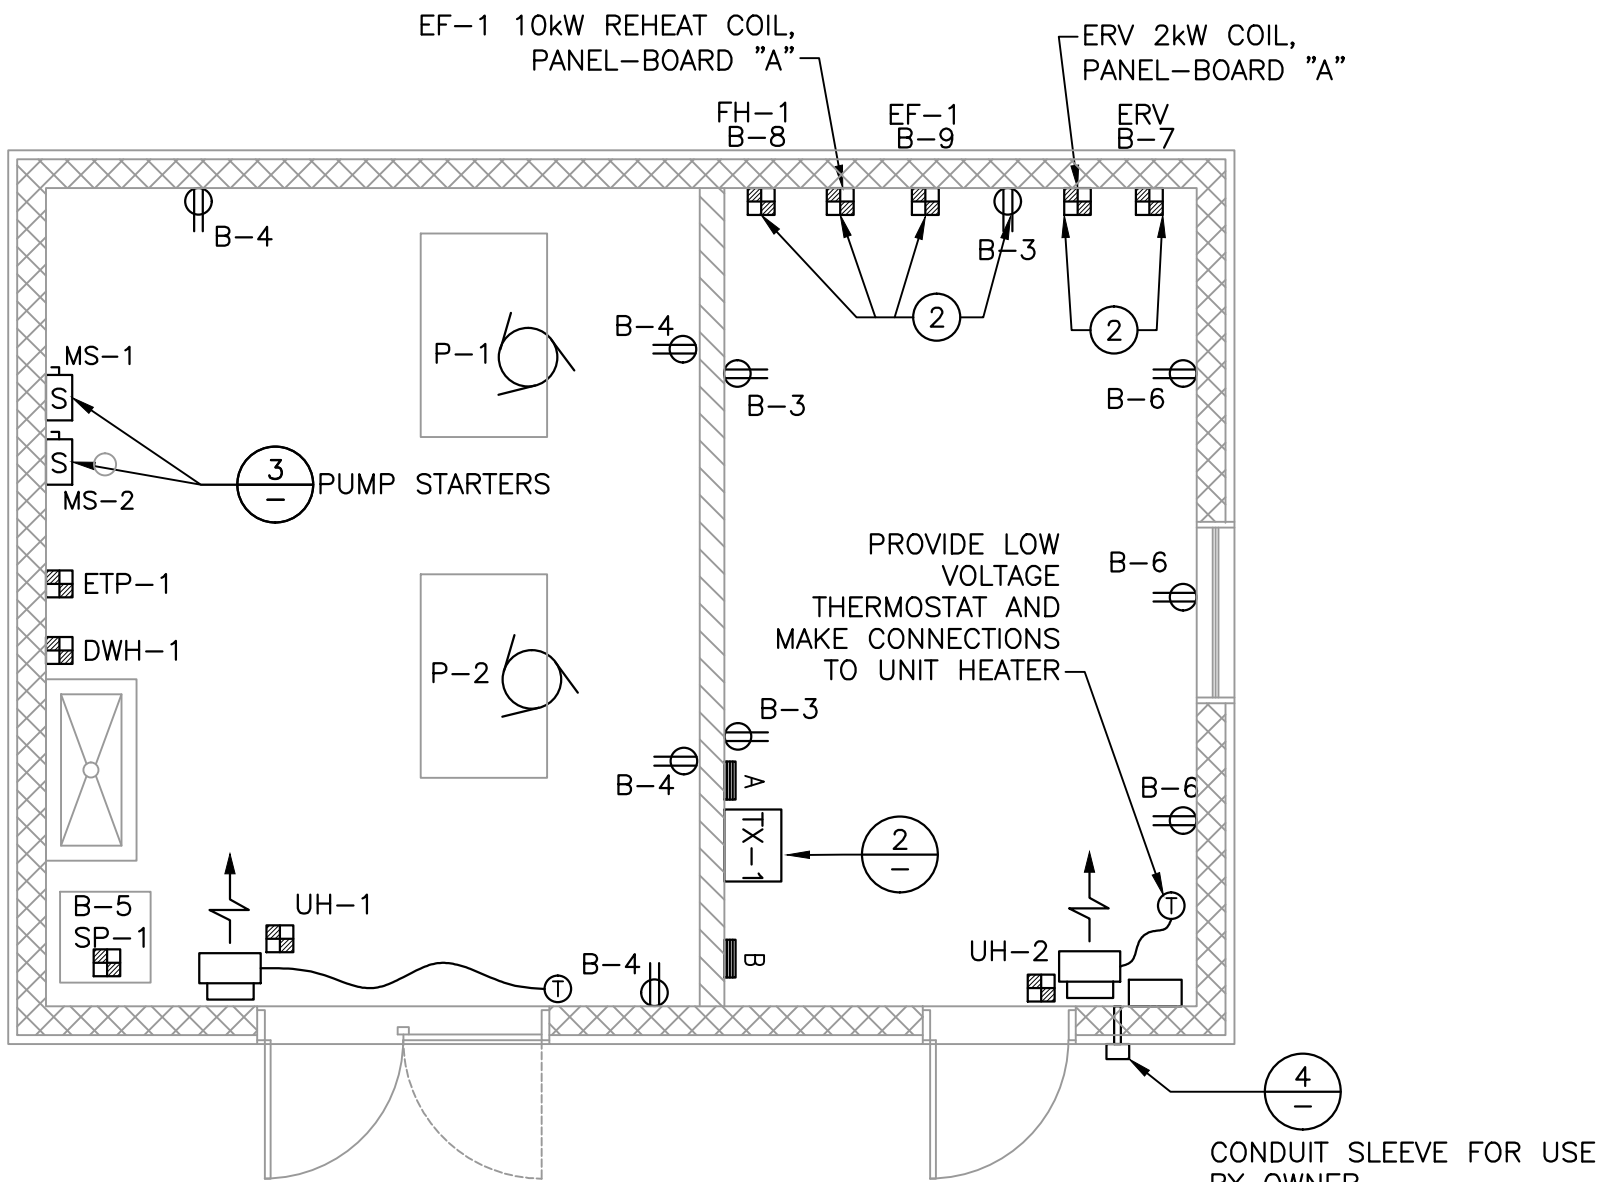 EF-1 10kW REHEAT COIL,
PANEL-BOARD "A"
ERV 2kW COIL,
PANEL-BOARD "A"
FH-1
B-8
EF-1
B-9
ERV
B-7
B-4
B-3
2
2
MS-1
S
P-1
B-4
B-3
B-6
S
MS-2
3
-
PUMP STARTERS
ETP-1
DWH-1
P-2
PROVIDE LOW
VOLTAGE
THERMOSTAT AND
MAKE CONNECTIONS
TO UNIT HEATER
B-6
B-3
B-4
A
TX-1
2
-
B-6
B-5
SP-1
UH-1
T
B-4
B
UH-2
T
4
-
CONDUIT SLEEVE FOR USE
BY OWNER